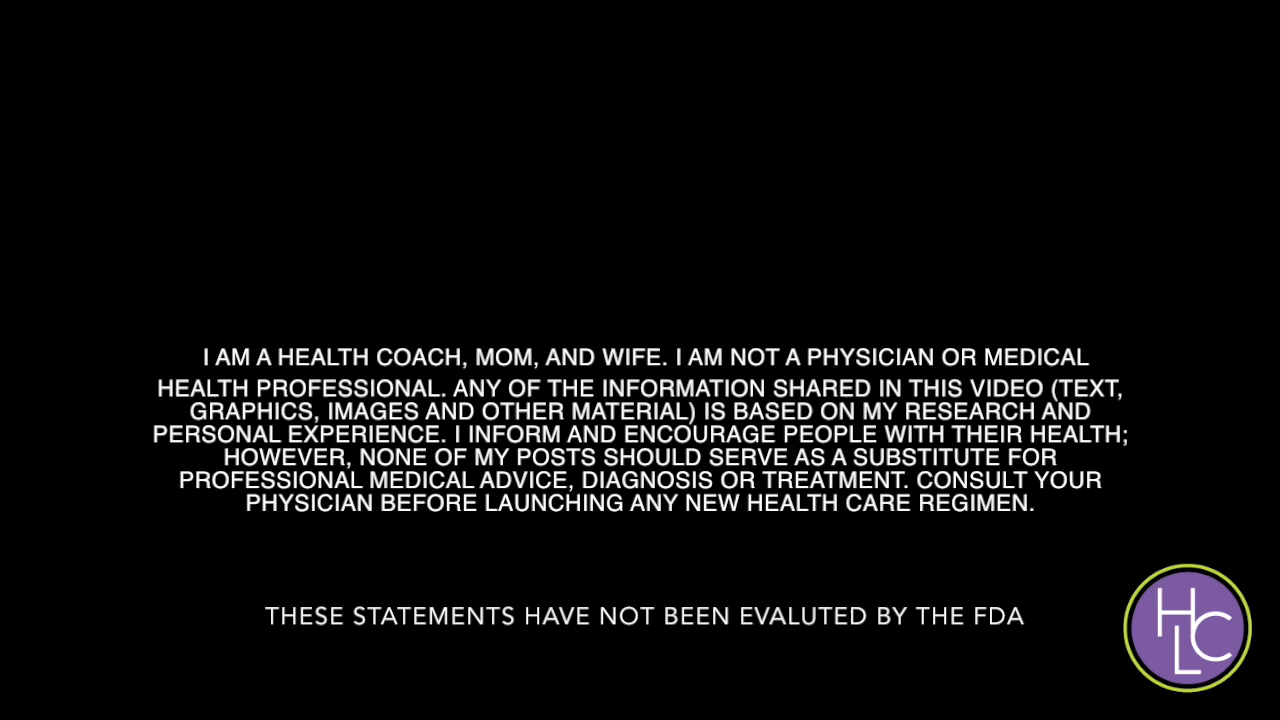 I AM A HEALTH COACH, MOM, AND WIFE. I AM NOT A PHYSICIAN OR MEDICAL
HEALTH PROFESSIONAL. ANY OF THE INFORMATION SHARED IN THIS VIDEO (TEXT,
GRAPHICS, IMAGES AND OTHER MATERIAL) IS BASED ON MY RESEARCH AND
PERSONAL EXPERIENCE. I INFORM AND ENCOURAGE PEOPLE WITH THEIR HEALTH;
HOWEVER, NONE OF MY POSTS SHOULD SERVE AS A SUBSTITUTE FOR
PROFESSIONAL MEDICAL ADVICE, DIAGNOSIS OR TREATMENT. CONSULT YOUR
PHYSICIAN BEFORE LAUNCHING ANY NEW HEALTH CARE REGIMEN.
THESE STATEMENTS HAVE NOT BEEN EVALUTED BY THE FDA
HLC